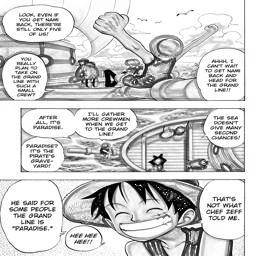 LOOK, EVEN IF
YOU GET NAMI
BACK, THERE'RE
STILL ONLY FIVE
OF US!
YOU
REALLY
PLAN TO
TAKE ON
THE GRAND
LINE WITH
SUCH A
SMALL
CREW?
AHHH, I
CAN'T WAIT
TO GET NAMI
BACK AND
HEAD FOR
THE GRAND
LINE!!
AFTER
ALL, IT'S
PARADISE.
PARADISE?
IT'S THE
PIRATE'S
GRAVE-
YARD!
I'LL GATHER
MORE CREWMEN
WHEN WE GET
TO THE GRAND
LINE!
THE SEA
DOESN'T
GIVE MANY
SECOND
CHANCES!
HE SAID
FOR SOME
PEOPLE
THE GRAND
LINE IS
"PARADISE."
HEE HEE
HEE!!
THAT'S
NOT WHAT
CHEF ZEFF
TOLD ME.